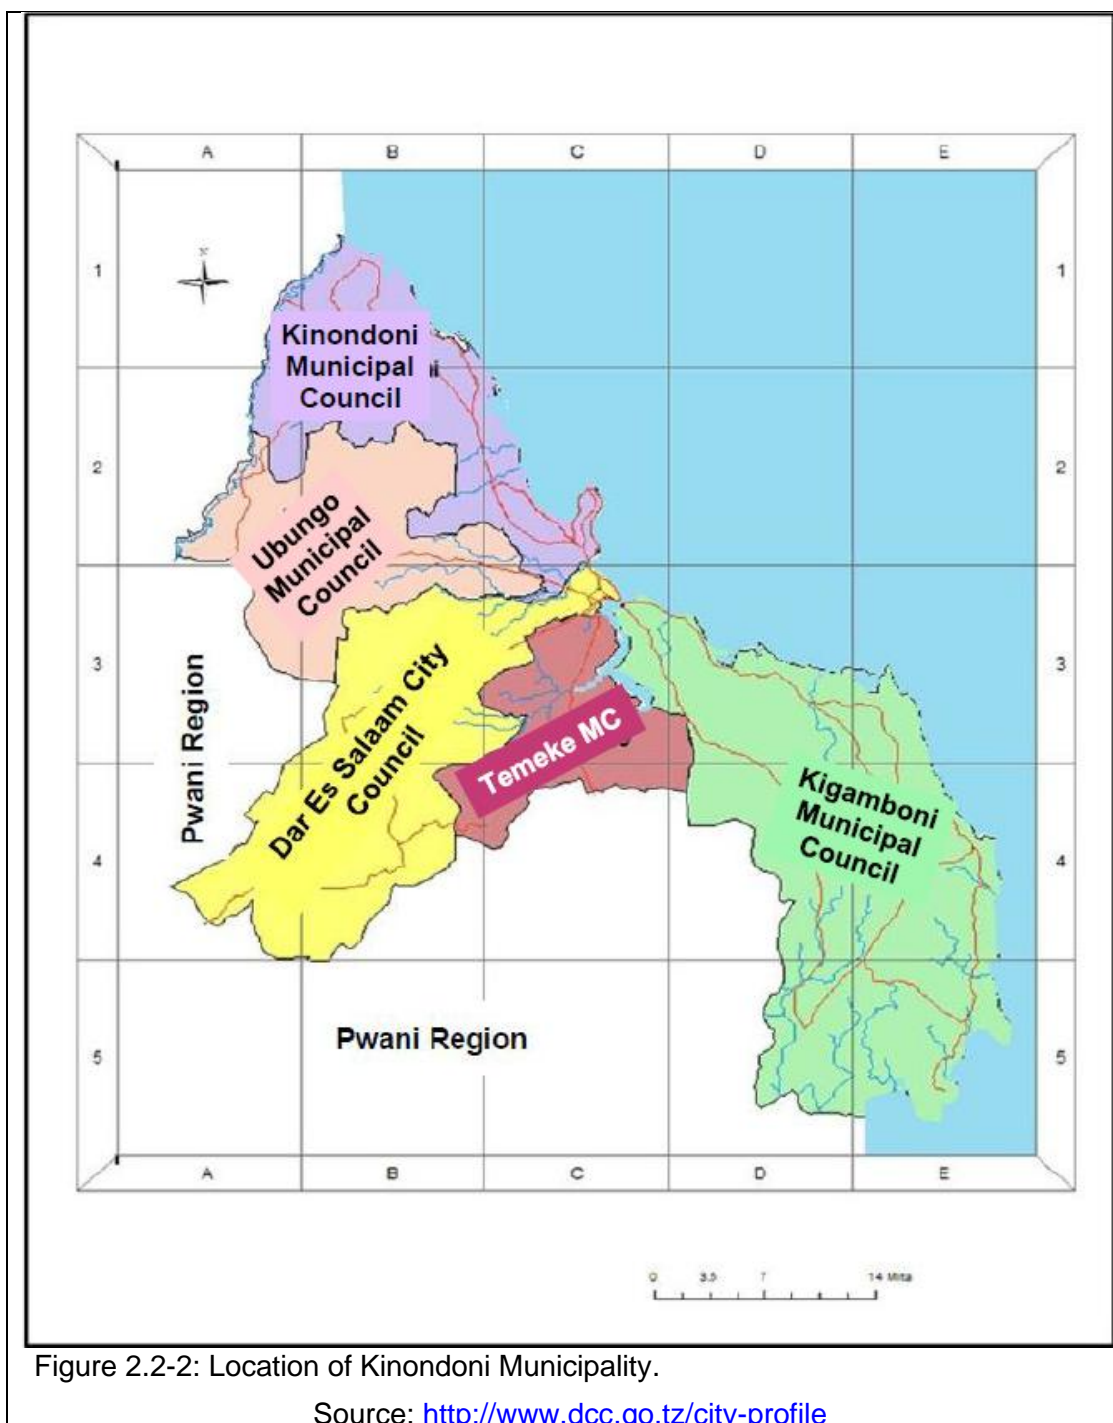 A B C D E
1 1
Kinondoni
Municipal
Council
2 2
Ubungo
Municipal
Council
3 3
Pwani Region
Dar Es Salaam City
Council
Temeke MC
Kigamboni
Municipal
Council
4 4
Pwani Region
5 5
A B C D E
0 3.5 7 14
Figure 2.2-2: Location of Kinondoni Municipality.
Source: http://www.dcc.go.tz/city-profile